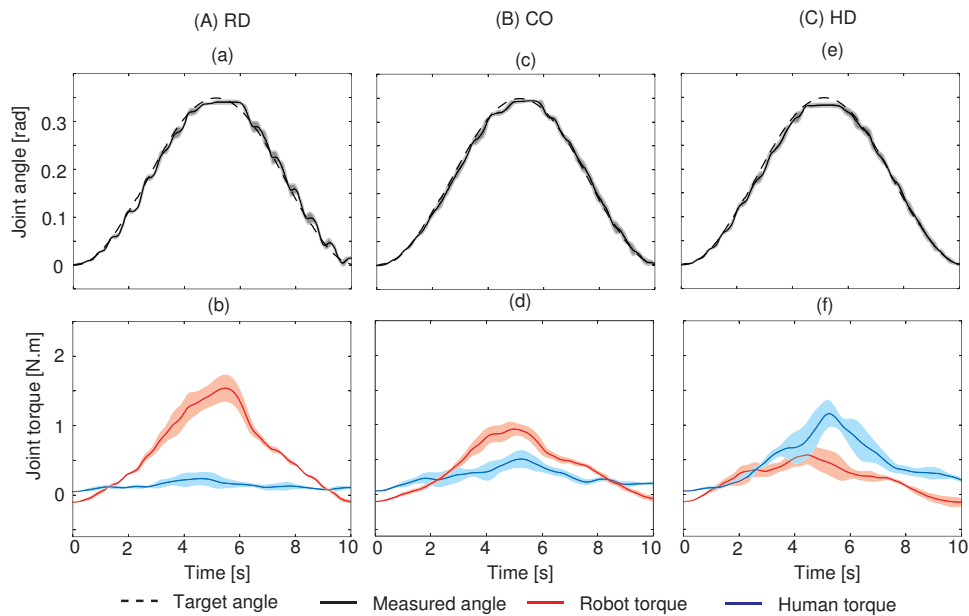 (A) RD
(B) CO
(C) HD
(a)
(c)
(e)
Joint angle [rad]
0.3
0.2
0.1
0
(b)
(d)
(f)
Joint torque [N.m]
2
1
0
0 2 4 6 8 10
0 2 4 6 8 10
0 2 4 6 8 10
Time [s]
Time [s]
Time [s]
Target angle
Measured angle
Robot torque
Human torque